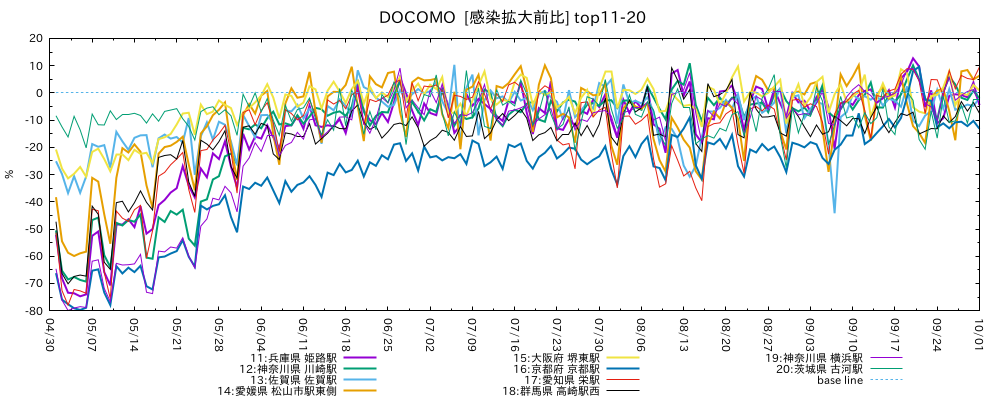 DOCOMO [感染拡大前比] top11-20
20
10
0
-10
-20
-30
-40
-50
-60
-70
-80
%
04/30
05/07
05/14
05/21
05/28
06/04
06/11
06/18
06/25
07/02
07/09
07/16
07/23
07/30
08/06
08/13
08/20
08/27
09/03
09/10
09/17
09/24
10/01
11:兵庫県 姫路駅
12:神奈川県 川崎駅
13:佐賀県 佐賀駅
14:愛媛県 松山市駅東側
15:大阪府 堺東駅
16:京都府 京都駅
17:愛知県 栄駅
18:群馬県 高崎駅西
19:神奈川県 横浜駅
20:茨城県 古河駅
base line